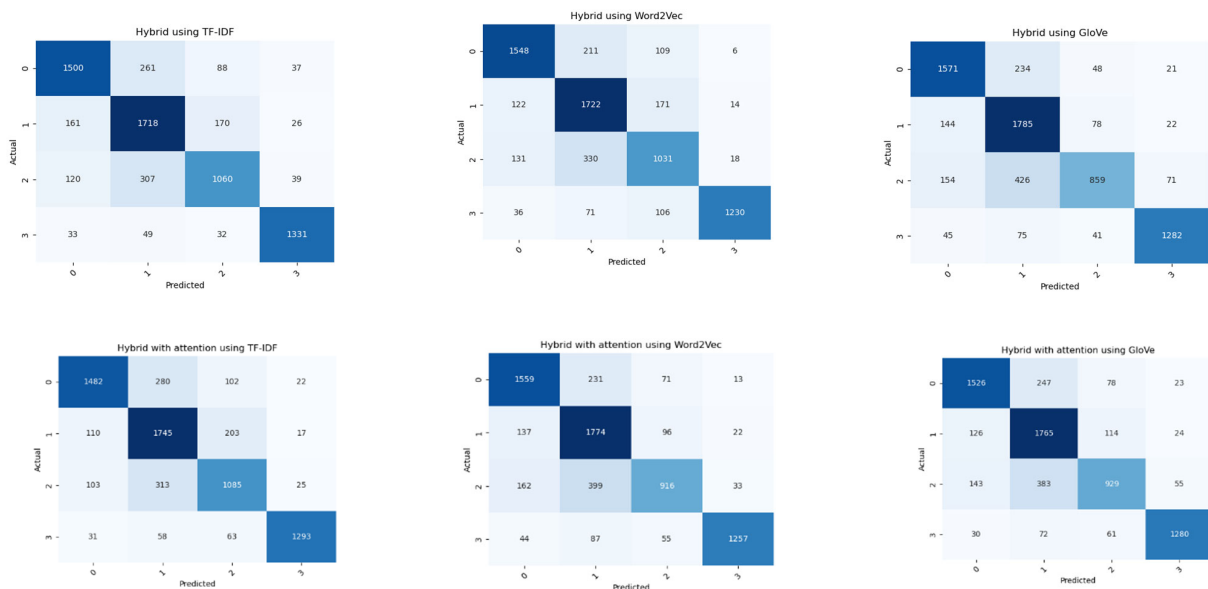 Hybrid using TF-IDF
0 1500 261 88 37
1 161 1718 170 26
Actual
2 120 307 1060 39
3 33 49 32 1331
0 1 2 3
Predicted
Hybrid using Word2Vec
0 1548 211 109 6
1 122 1722 171 14
Actual
2 131 330 1031 18
3 36 71 106 1230
0 1 2 3
Predicted
Hybrid using GloVe
0 1571 234 48 21
1 144 1785 78 22
Actual
2 154 426 859 71
3 45 75 41 1282
0 1 2 3
Predicted
Hybrid with attention using TF-IDF
0 1482 280 102 22
1 110 1745 203 17
Actual
2 103 313 1085 25
3 31 58 63 1293
0 1 2 3
Predicted
Hybrid with attention using Word2Vec
0 1559 231 71 13
1 137 1774 96 22
Actual
2 162 399 916 33
3 44 87 55 1257
0 1 2 3
Predicted
Hybrid with attention using GloVe
0 1526 247 78 23
1 126 1765 114 24
Actual
2 143 383 929 55
3 30 72 61 1280
0 1 2 3
Predicted